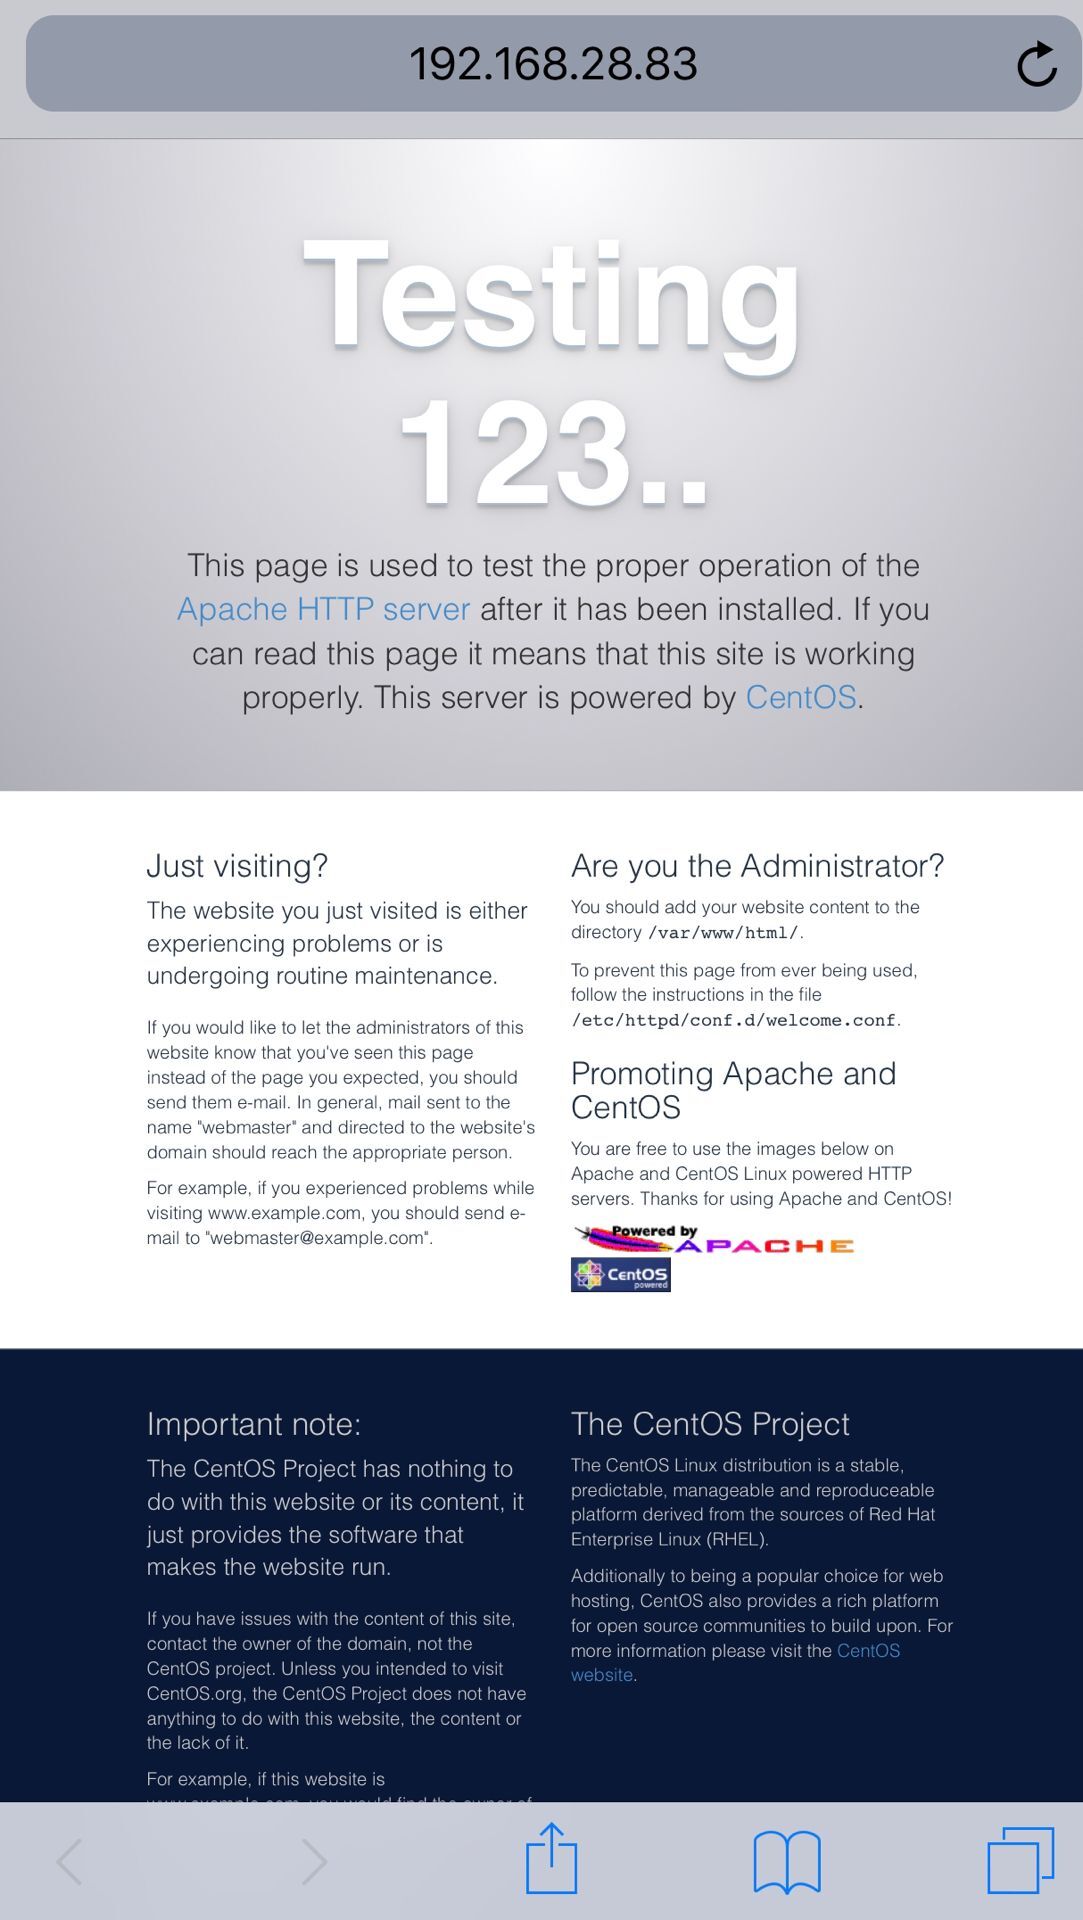 192.168.28.83
Testing
123..
This page is used to test the proper operation of the
Apache HTTP server after it has been installed. If you
can read this page it means that this site is working
properly. This server is powered by CentOS.
Just visiting?
The website you just visited is either
experiencing problems or is
undergoing routine maintenance.
If you would like to let the administrators of this
website know that you've seen this page
instead of the page you expected, you should
send them e-mail. In general, mail sent to the
name "webmaster" and directed to the website's
domain should reach the appropriate person.
For example, if you experienced problems while
visiting www.example.com, you should send e-
mail to "webmaster@example.com".
Are you the Administrator?
You should add your website content to the
directory /var/www/html/.
To prevent this page from ever being used,
follow the instructions in the file
/etc/httpd/conf.d/welcome.conf.
Promoting Apache and
CentOS
You are free to use the images below on
Apache and CentOS Linux powered HTTP
servers. Thanks for using Apache and CentOS!
Powered by
APACHE
CentOS
powered
Important note:
The CentOS Project has nothing to
do with this website or its content, it
just provides the software that
makes the website run.
If you have issues with the content of this site,
contact the owner of the domain, not the
CentOS project. Unless you intended to visit
CentOS.org, the CentOS Project does not have
anything to do with this website, the content or
the lack of it.
For example, if this website is
www.example.com, you would find the owner of
The CentOS Project
The CentOS Linux distribution is a stable,
predictable, manageable and reproduceable
platform derived from the sources of Red Hat
Enterprise Linux (RHEL).
Additionally to being a popular choice for web
hosting, CentOS also provides a rich platform
for open source communities to build upon. For
more information please visit the CentOS
website.